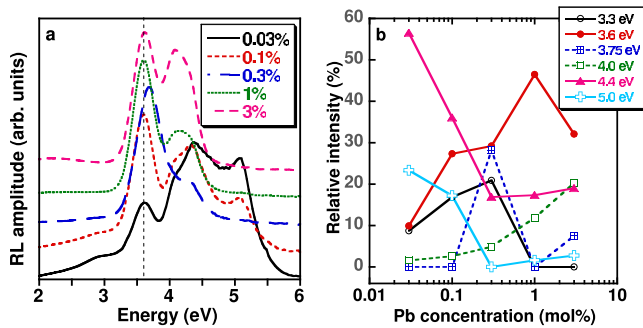 a
0.03%
0.1%
0.3%
1%
3%
RL amplitude (arb. units)
2 3 4 5 6
Energy (eV)
b
3.3 eV
3.6 eV
3.75 eV
4.0 eV
4.4 eV
5.0 eV
Relative intensity (%)
60
50
40
30
20
10
0
0.01 0.1 1 10
Pb concentration (mol%)